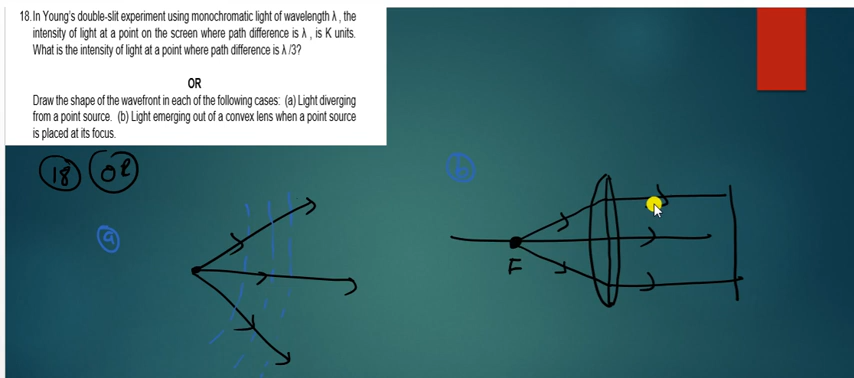 18. In Young's double-slit experiment using monochromatic light of wavelength λ , the
intensity of light at a point on the screen where path difference is λ , is K units.
What is the intensity of light at a point where path difference is λ /3?
OR
Draw the shape of the wavefront in each of the following cases: (a) Light diverging
from a point source. (b) Light emerging out of a convex lens when a point source
is placed at its focus.
18 OR
a
b
F